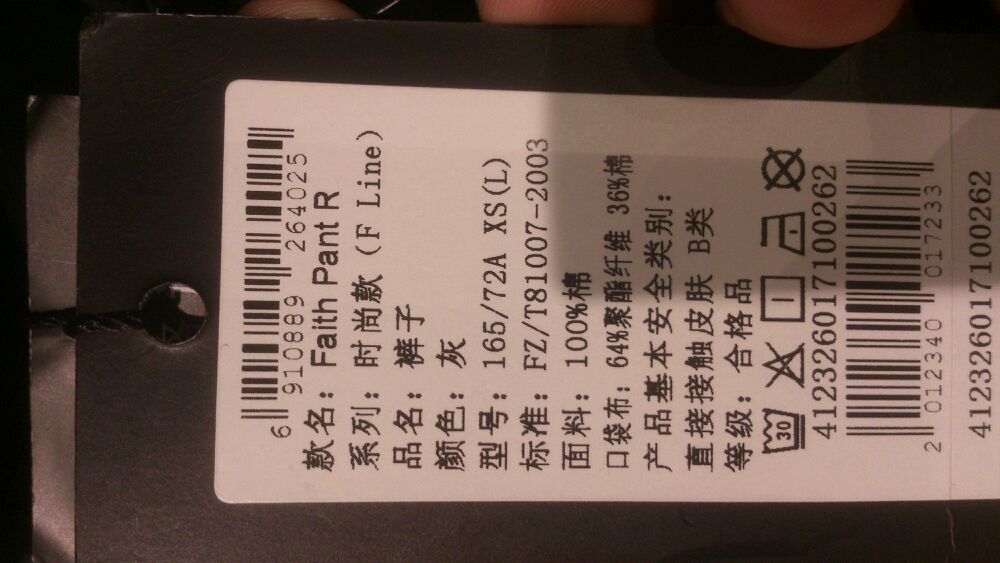 6 910889 264025
款名：Faith Pant R
系列：时尚款（F Line）
品名：裤子
颜色：灰
型号：165/72A XS(L)
标准：FZ/T81007-2003
面料：100%棉
口袋布：64%聚酯纤维 36%棉
产品基本安全类别：
直接接触皮肤 B类
等级：合格品
30
412326017100262
2 012340 017233
412326017100262